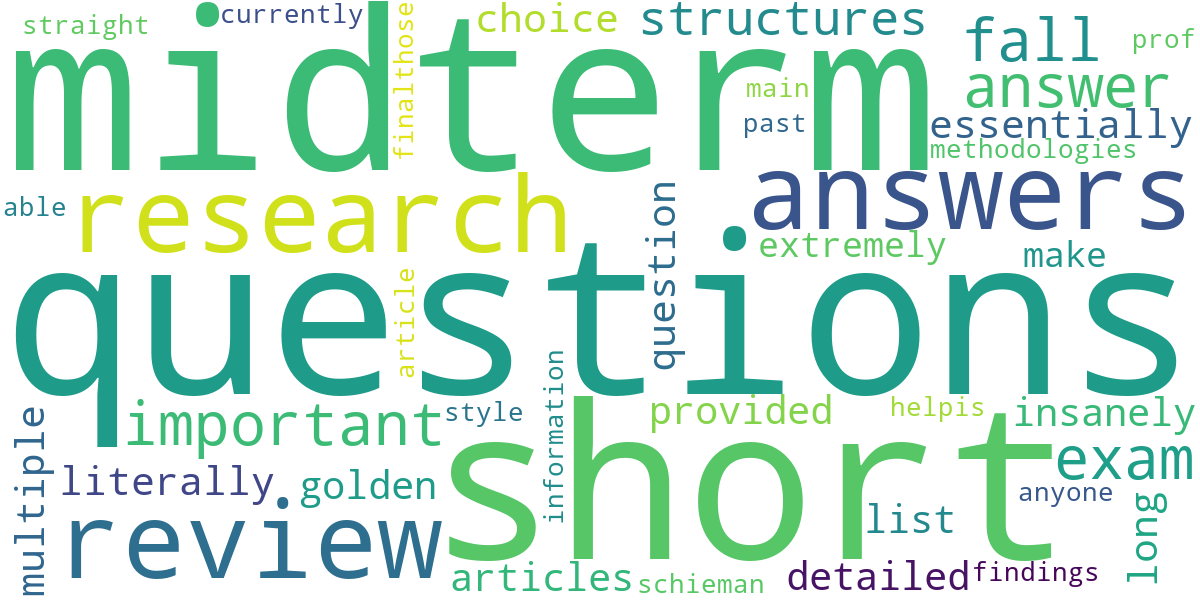 straight
currently
choice
structures
fall
prof
midterm
finalthose
main
answer
past
essentially
methodologies
able
research
answers
question
extremely
make
questions
article
information
important
style
provided
helpis
insanely
multiple
literally
golden
short
exam
anyone
review
list
long
articles
schieman
detailed
findings